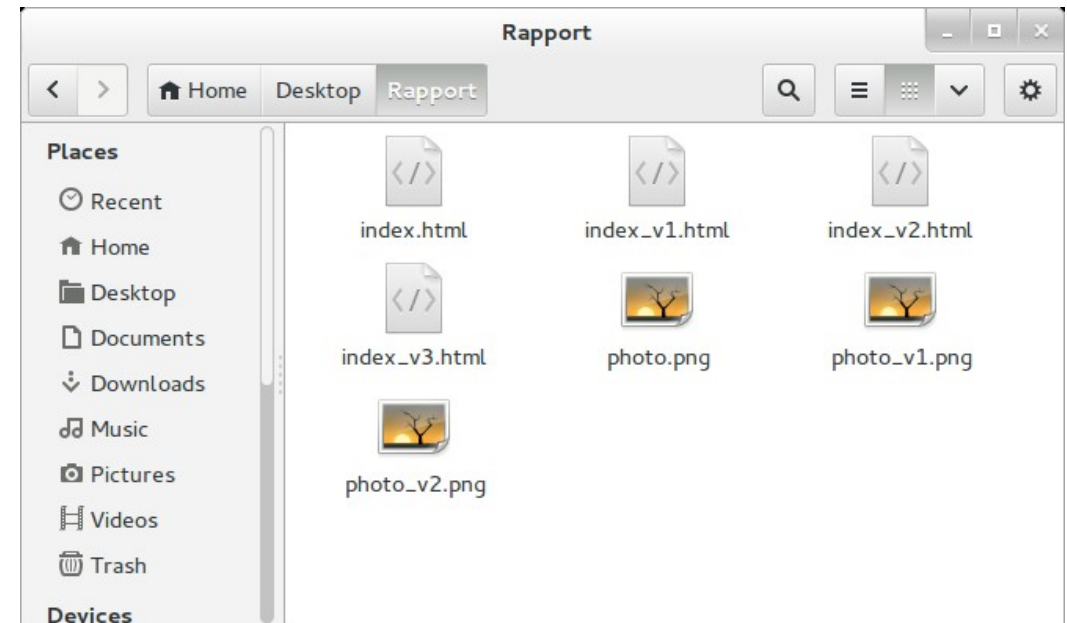 Rapport
Home Desktop Rapport
Places
Recent
Home
Desktop
Documents
Downloads
Music
Pictures
Videos
Trash
Devices
index.html index_v1.html index_v2.html
index_v3.html photo.png photo_v1.png
photo_v2.png